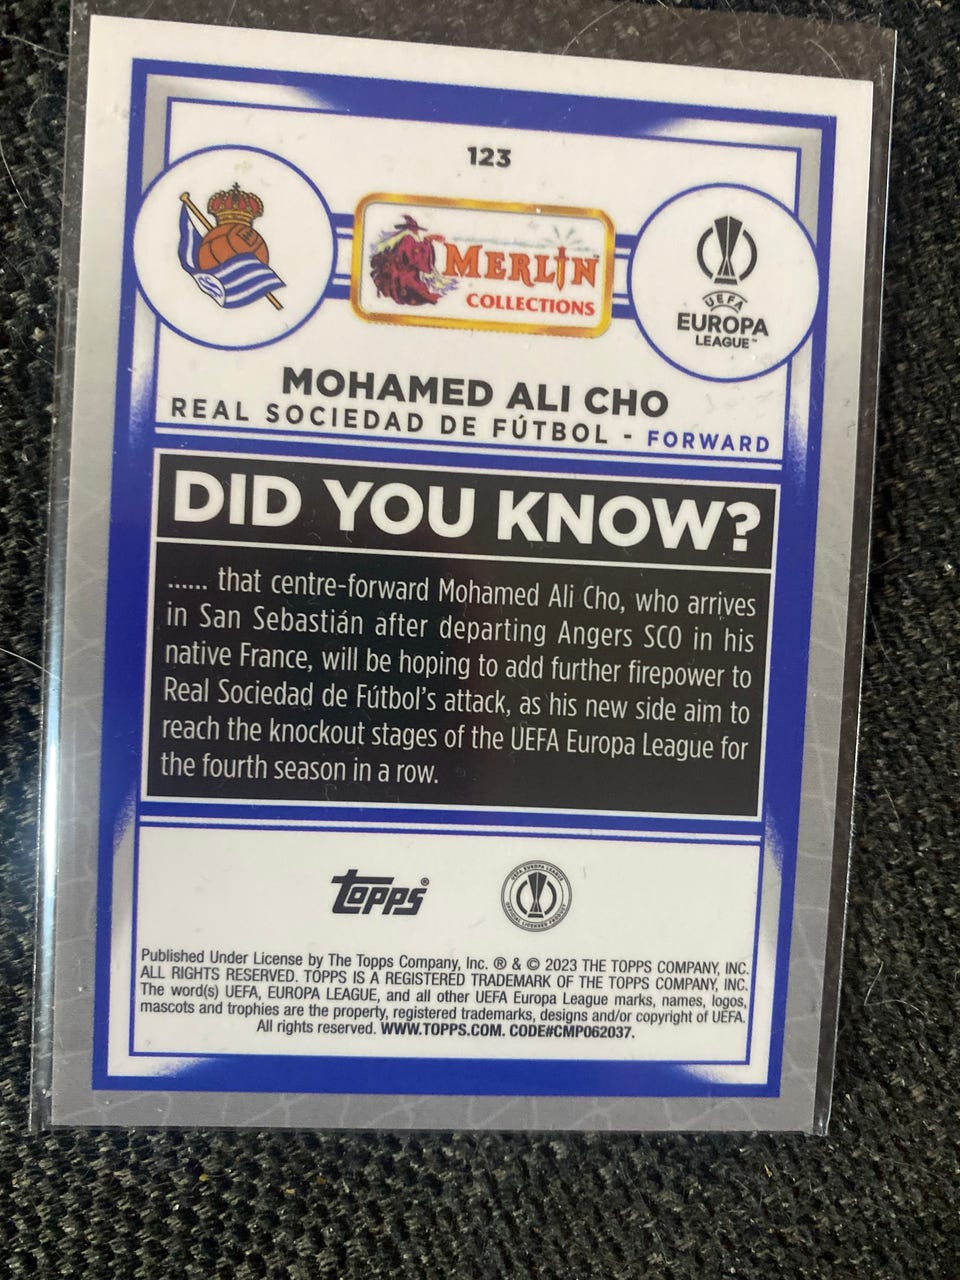 123
MERLIN
COLLECTIONS
UEFA
EUROPA
LEAGUE™
MOHAMED ALI CHO
REAL SOCIEDAD DE FÚTBOL - FORWARD
DID YOU KNOW?
...... that centre-forward Mohamed Ali Cho, who arrives
in San Sebastián after departing Angers SCO in his
native France, will be hoping to add further firepower to
Real Sociedad de Fútbol's attack, as his new side aim to
reach the knockout stages of the UEFA Europa League for
the fourth season in a row.
topps®
UEFA EUROPA LEAGUE
OFFICIAL LICENSED PRODUCT
Published Under License by The Topps Company, Inc. ® & © 2023 THE TOPPS COMPANY, INC.
ALL RIGHTS RESERVED. TOPPS IS A REGISTERED TRADEMARK OF THE TOPPS COMPANY, INC.
The word(s) UEFA, EUROPA LEAGUE, and all other UEFA Europa League marks, names, logos,
mascots and trophies are the property, registered trademarks, designs and/or copyright of UEFA.
All rights reserved. WWW.TOPPS.COM. CODE#CMP062037.